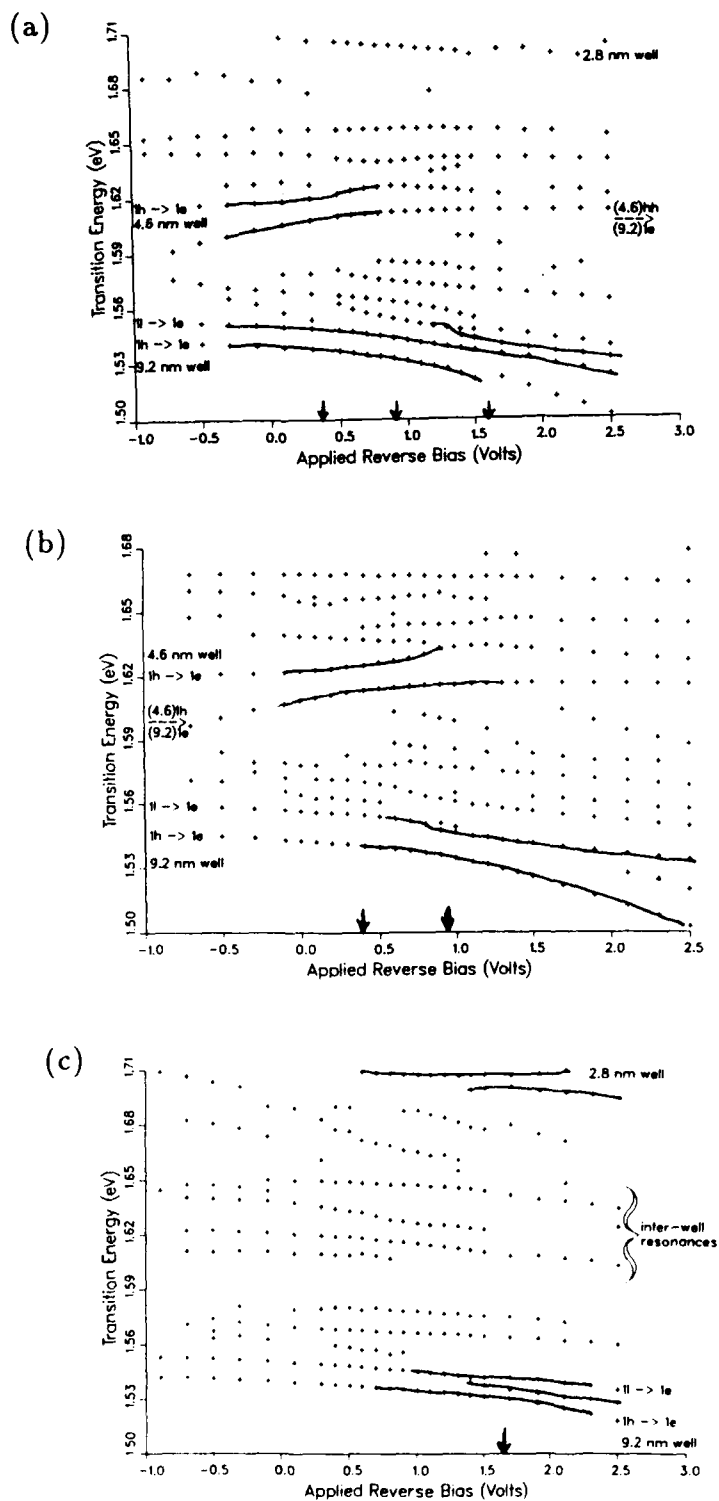 (a)
1.71
1.68
1.65
1.62
1.59
1.56
1.53
1.50
Transition Energy (eV)
2.8 nm well
1h -> 1e
4.6 nm well
(4.6)hh
---->
(9.2)1e
1l -> 1e
1h -> 1e
9.2 nm well
-1.0 -0.5 0.0 0.5 1.0 1.5 2.0 2.5 3.0
Applied Reverse Bias (Volts)
(b)
1.68
1.65
1.62
1.59
1.56
1.53
1.50
Transition Energy (eV)
4.6 nm well
1h -> 1e
(4.6)1h
---->
(9.2)1e
1l -> 1e
1h -> 1e
9.2 nm well
-1.0 -0.5 0.0 0.5 1.0 1.5 2.0 2.5
Applied Reverse Bias (Volts)
(c)
1.71
1.68
1.65
1.62
1.59
1.56
1.53
1.50
Transition Energy (eV)
2.8 nm well
inter-well
resonances
1l -> 1e
1h -> 1e
9.2 nm well
-1.0 -0.5 0.0 0.5 1.0 1.5 2.0 2.5 3.0
Applied Reverse Bias (Volts)